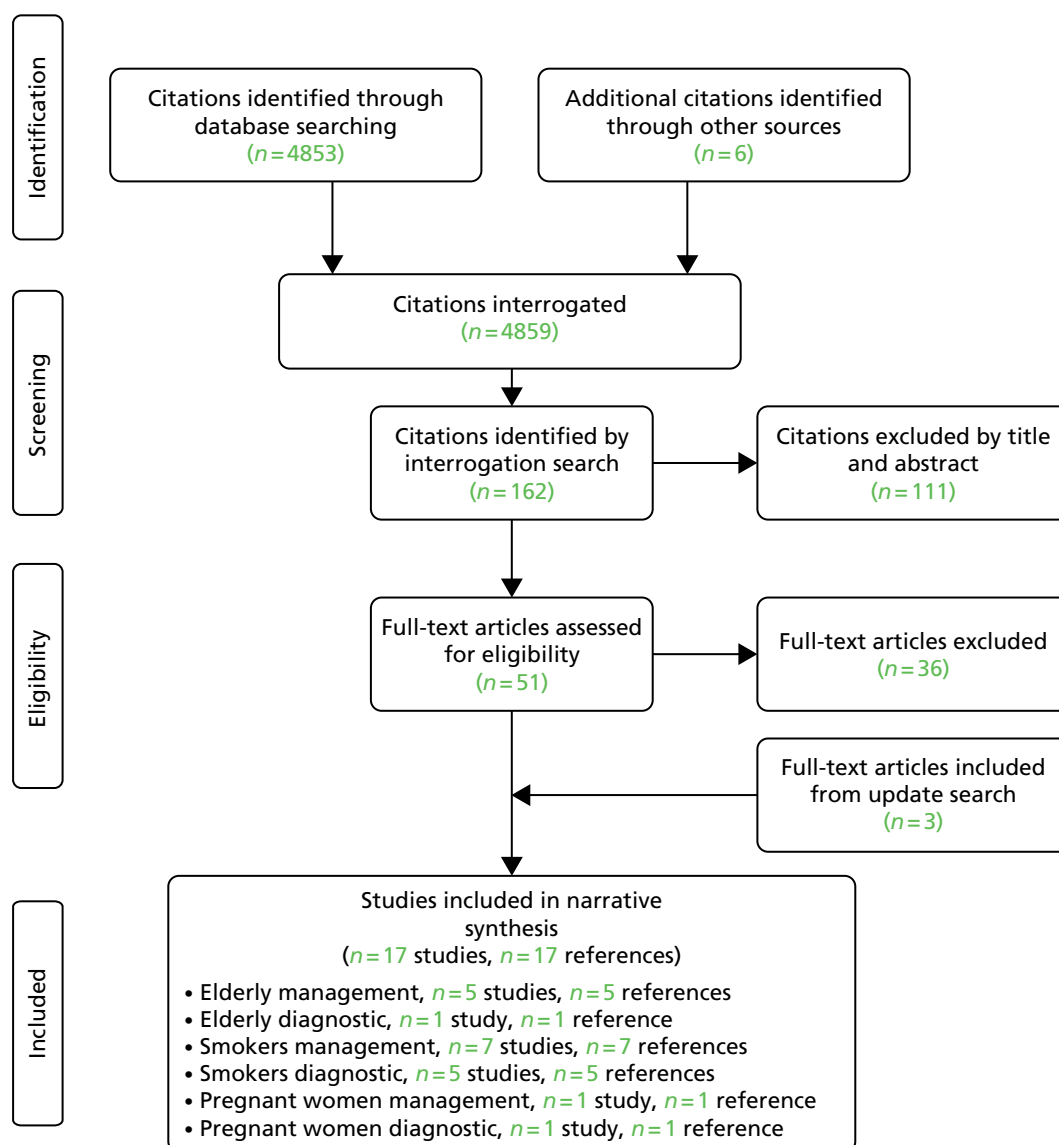 Identification
Citations identified through
database searching
(n=4853)
Additional citations identified
through other sources
(n=6)
Screening
Citations interrogated
(n=4859)
Citations identified by
interrogation search
(n=162)
Citations excluded by title
and abstract
(n=111)
Eligibility
Full-text articles assessed
for eligibility
(n=51)
Full-text articles excluded
(n=36)
Full-text articles included
from update search
(n=3)
Included
Studies included in narrative
synthesis
(n=17 studies, n=17 references)
• Elderly management, n=5 studies, n=5 references
• Elderly diagnostic, n=1 study, n=1 reference
• Smokers management, n=7 studies, n=7 references
• Smokers diagnostic, n=5 studies, n=5 references
• Pregnant women management, n=1 study, n=1 reference
• Pregnant women diagnostic, n=1 study, n=1 reference